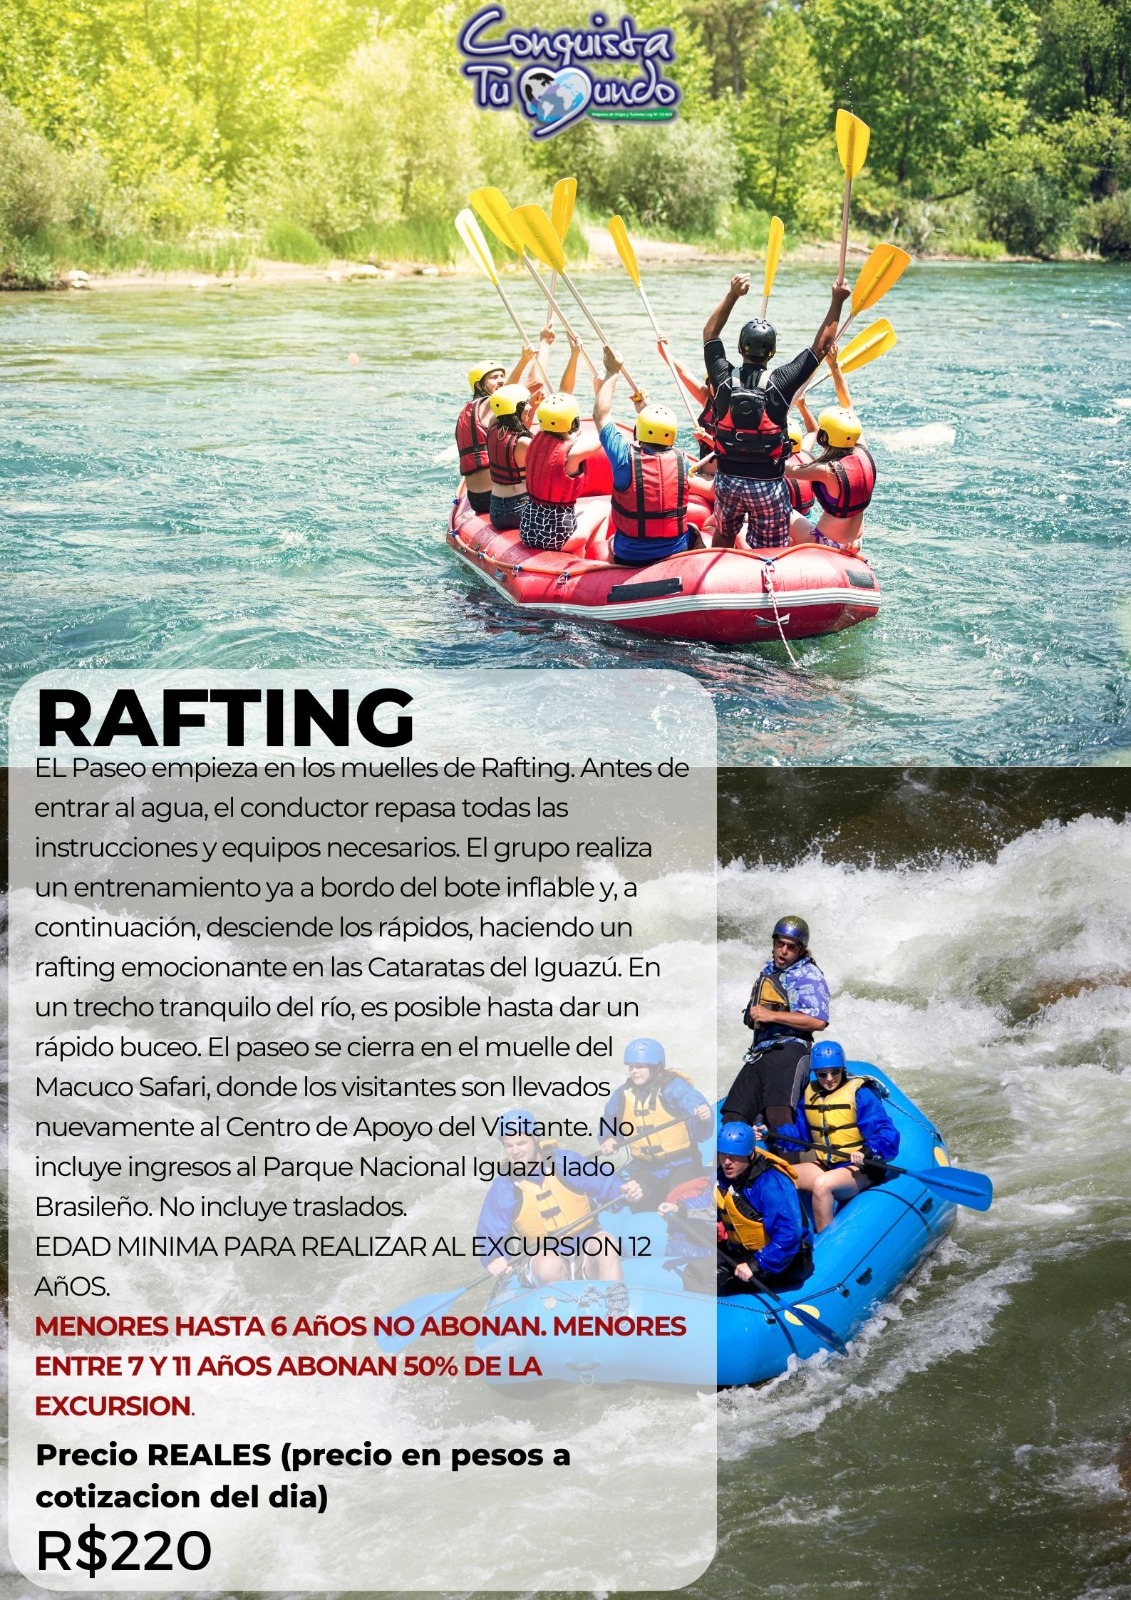 Conquista
Tu Mundo
RAFTING
EL Paseo empieza en los muelles de Rafting. Antes de
entrar al agua, el conductor repasa todas las
instrucciones y equipos necesarios. El grupo realiza
un entrenamiento ya a bordo del bote inflable y, a
continuación, desciende los rápidos, haciendo un
rafting emocionante en las Cataratas del Iguazú. En
un trecho tranquilo del río, es posible hasta dar un
rápido buceo. El paseo se cierra en el muelle del
Macuco Safari, donde los visitantes son llevados
nuevamente al Centro de Apoyo del Visitante. No
incluye ingresos al Parque Nacional Iguazú lado
Brasileño. No incluye traslados.
EDAD MINIMA PARA REALIZAR AL EXCURSION 12
AñOS.
MENORES HASTA 6 AñOS NO ABONAN. MENORES
ENTRE 7 Y 11 AñOS ABONAN 50% DE LA
EXCURSION.
Precio REALES (precio en pesos a
cotizacion del dia)
R$220